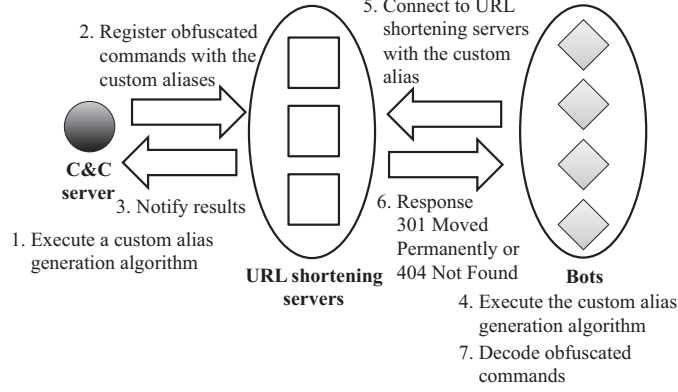 2. Register obfuscated
commands with the
custom aliases
5. Connect to URL
shortening servers
with the custom
alias
C&C
server
3. Notify results
1. Execute a custom alias
generation algorithm
URL shortening
servers
6. Response
301 Moved
Permanently or
404 Not Found
Bots
4. Execute the custom alias
generation algorithm
7. Decode obfuscated
commands